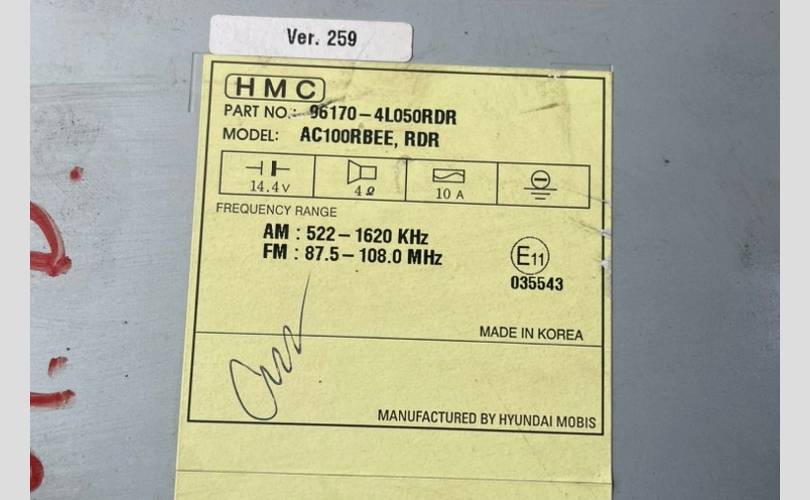 Ver. 259
HMC
PART NO.: 96170-4L050RDR
MODEL: AC100RBEE, RDR
14.4V 4Ω 10 A
FREQUENCY RANGE
AM : 522-1620 KHz
FM : 87.5-108.0 MHz
E11
035543
MADE IN KOREA
MANUFACTURED BY HYUNDAI MOBIS